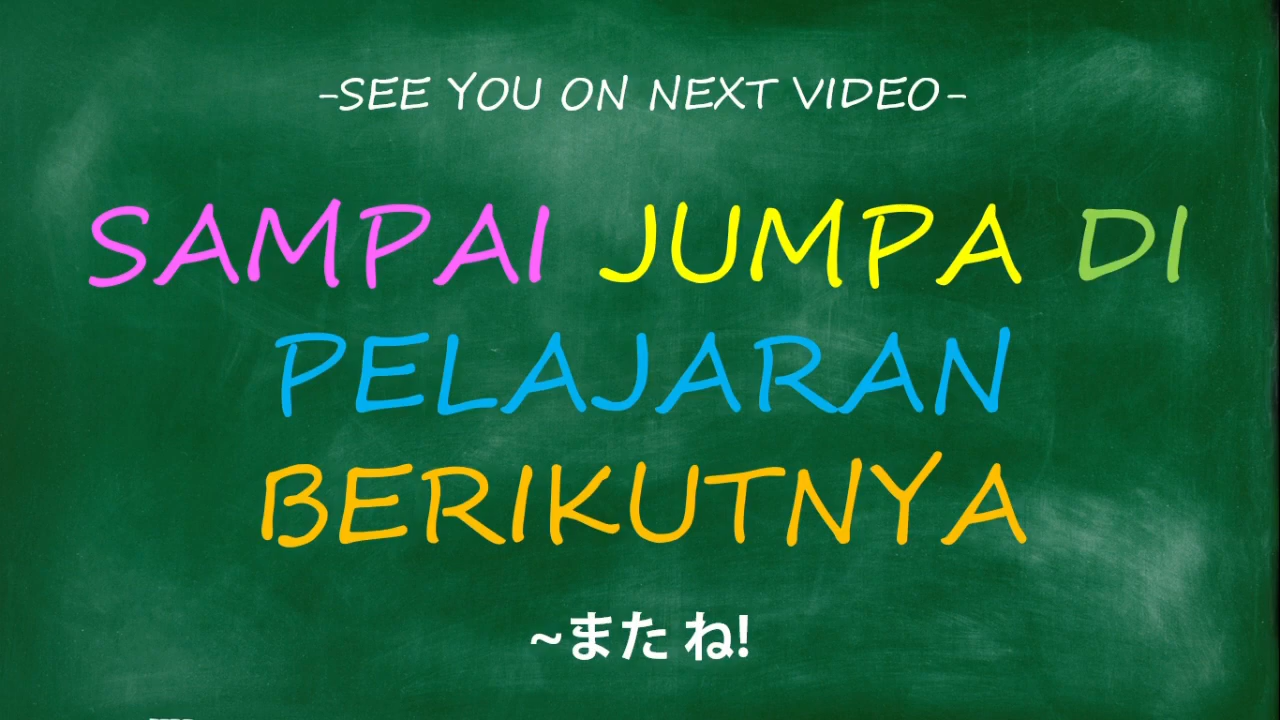 -SEE YOU ON NEXT VIDEO-
SAMPAI JUMPA DI
PELAJARAN
BERIKUTNYA
~また ね!